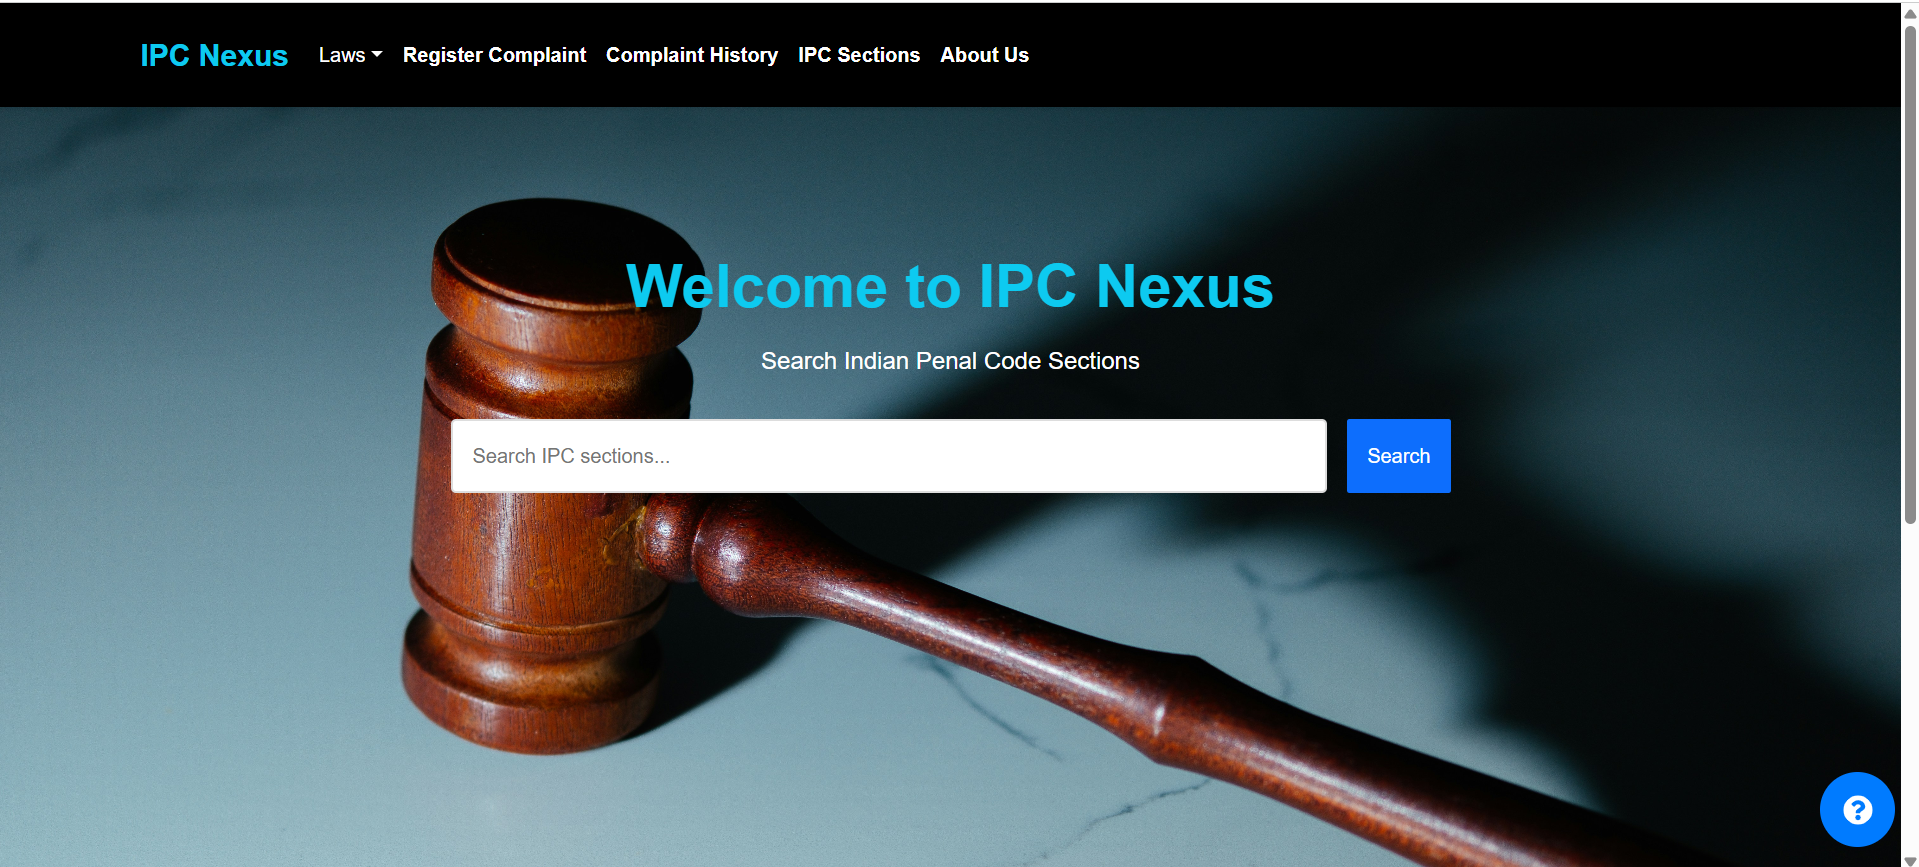 IPC Nexus Laws Register Complaint Complaint History IPC Sections About Us
Welcome to IPC Nexus
Search Indian Penal Code Sections
Search IPC sections... Search
?